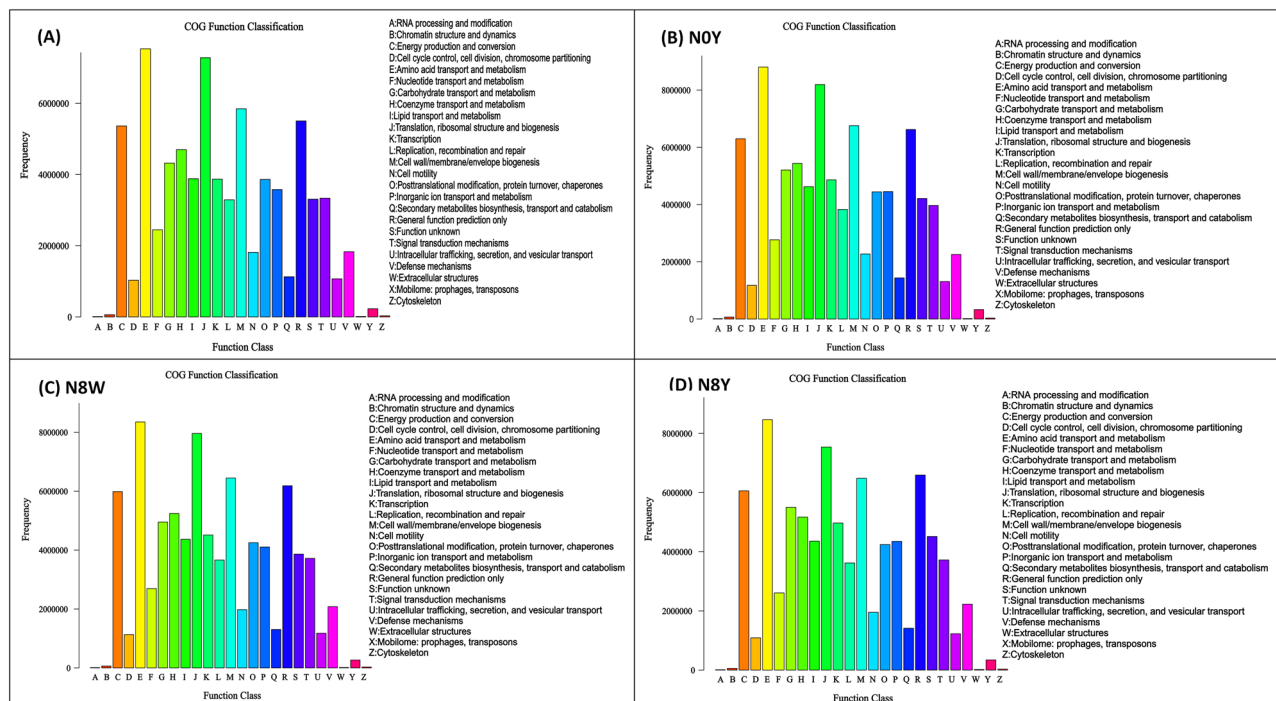 (A)
COG Function Classification
Frequency
6000000
4000000
2000000
0
A B C D E F G H I J K L M N O P Q R S T U V W Y Z
Function Class
A:RNA processing and modification
B:Chromatin structure and dynamics
C:Energy production and conversion
D:Cell cycle control, cell division, chromosome partitioning
E:Amino acid transport and metabolism
F:Nucleotide transport and metabolism
G:Carbohydrate transport and metabolism
H:Coenzyme transport and metabolism
I:Lipid transport and metabolism
J:Translation, ribosomal structure and biogenesis
K:Transcription
L:Replication, recombination and repair
M:Cell wall/membrane/envelope biogenesis
N:Cell motility
O:Posttranslational modification, protein turnover, chaperones
P:Inorganic ion transport and metabolism
Q:Secondary metabolites biosynthesis, transport and catabolism
R:General function prediction only
S:Function unknown
T:Signal transduction mechanisms
U:Intracellular trafficking, secretion, and vesicular transport
V:Defense mechanisms
W:Extracellular structures
X:Mobilome: prophages, transposons
Z:Cytoskeleton
(B) N0Y
COG Function Classification
Frequency
8000000
6000000
4000000
2000000
0
A B C D E F G H I J K L M N O P Q R S T U V W Y Z
Function Class
A:RNA processing and modification
B:Chromatin structure and dynamics
C:Energy production and conversion
D:Cell cycle control, cell division, chromosome partitioning
E:Amino acid transport and metabolism
F:Nucleotide transport and metabolism
G:Carbohydrate transport and metabolism
H:Coenzyme transport and metabolism
I:Lipid transport and metabolism
J:Translation, ribosomal structure and biogenesis
K:Transcription
L:Replication, recombination and repair
M:Cell wall/membrane/envelope biogenesis
N:Cell motility
O:Posttranslational modification, protein turnover, chaperones
P:Inorganic ion transport and metabolism
Q:Secondary metabolites biosynthesis, transport and catabolism
R:General function prediction only
S:Function unknown
T:Signal transduction mechanisms
U:Intracellular trafficking, secretion, and vesicular transport
V:Defense mechanisms
W:Extracellular structures
X:Mobilome: prophages, transposons
Z:Cytoskeleton
(C) N8W
COG Function Classification
Frequency
8000000
6000000
4000000
2000000
0
A B C D E F G H I J K L M N O P Q R S T U V W Y Z
Function Class
A:RNA processing and modification
B:Chromatin structure and dynamics
C:Energy production and conversion
D:Cell cycle control, cell division, chromosome partitioning
E:Amino acid transport and metabolism
F:Nucleotide transport and metabolism
G:Carbohydrate transport and metabolism
H:Coenzyme transport and metabolism
I:Lipid transport and metabolism
J:Translation, ribosomal structure and biogenesis
K:Transcription
L:Replication, recombination and repair
M:Cell wall/membrane/envelope biogenesis
N:Cell motility
O:Posttranslational modification, protein turnover, chaperones
P:Inorganic ion transport and metabolism
Q:Secondary metabolites biosynthesis, transport and catabolism
R:General function prediction only
S:Function unknown
T:Signal transduction mechanisms
U:Intracellular trafficking, secretion, and vesicular transport
V:Defense mechanisms
W:Extracellular structures
X:Mobilome: prophages, transposons
Z:Cytoskeleton
(D) N8Y
COG Function Classification
Frequency
8000000
6000000
4000000
2000000
0
A B C D E F G H I J K L M N O P Q R S T U V W Y Z
Function Class
A:RNA processing and modification
B:Chromatin structure and dynamics
C:Energy production and conversion
D:Cell cycle control, cell division, chromosome partitioning
E:Amino acid transport and metabolism
F:Nucleotide transport and metabolism
G:Carbohydrate transport and metabolism
H:Coenzyme transport and metabolism
I:Lipid transport and metabolism
J:Translation, ribosomal structure and biogenesis
K:Transcription
L:Replication, recombination and repair
M:Cell wall/membrane/envelope biogenesis
N:Cell motility
O:Posttranslational modification, protein turnover, chaperones
P:Inorganic ion transport and metabolism
Q:Secondary metabolites biosynthesis, transport and catabolism
R:General function prediction only
S:Function unknown
T:Signal transduction mechanisms
U:Intracellular trafficking, secretion, and vesicular transport
V:Defense mechanisms
W:Extracellular structures
X:Mobilome: prophages, transposons
Z:Cytoskeleton